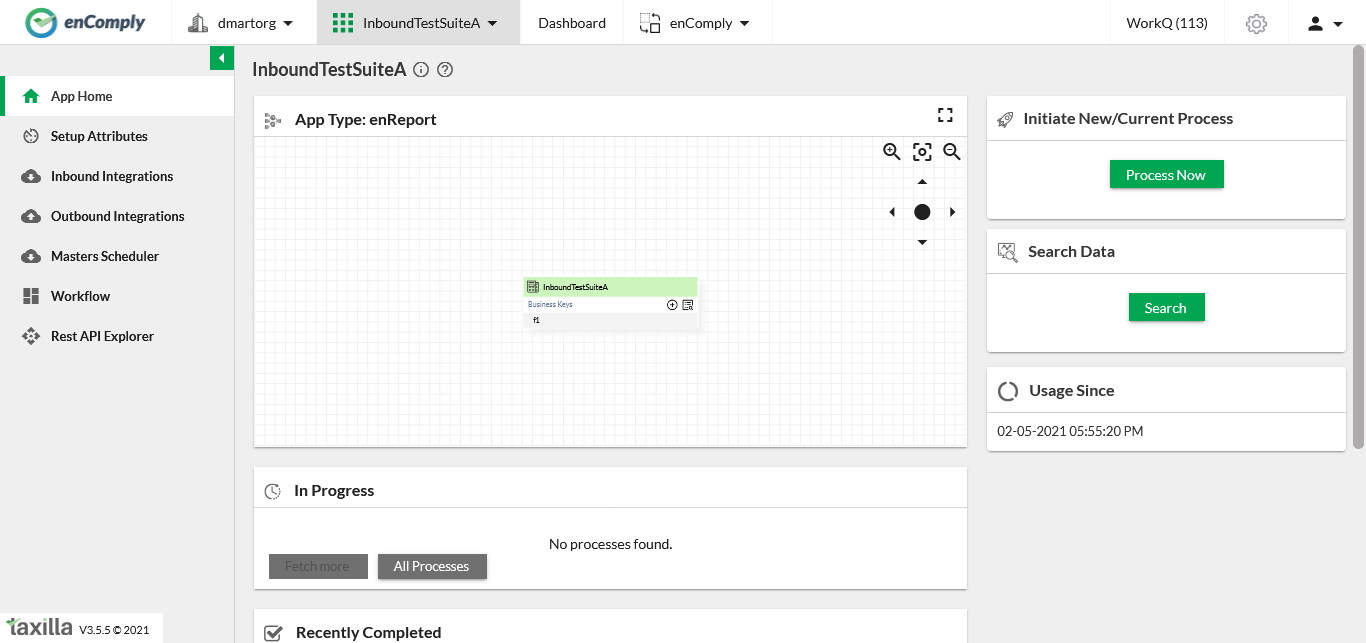 enComply
dmartorg
InboundTestSuiteA
Dashboard
enComply
WorkQ (113)
InboundTestSuiteA
App Home
Setup Attributes
Inbound Integrations
Outbound Integrations
Masters Scheduler
Workflow
Rest API Explorer
App Type: enReport
InboundTestSuiteA
Business Keys
f1
Initiate New/Current Process
Process Now
Search Data
Search
Usage Since
02-05-2021 05:55:20 PM
In Progress
No processes found.
Fetch more
All Processes
Recently Completed
taxilla V3.5.5 © 2021